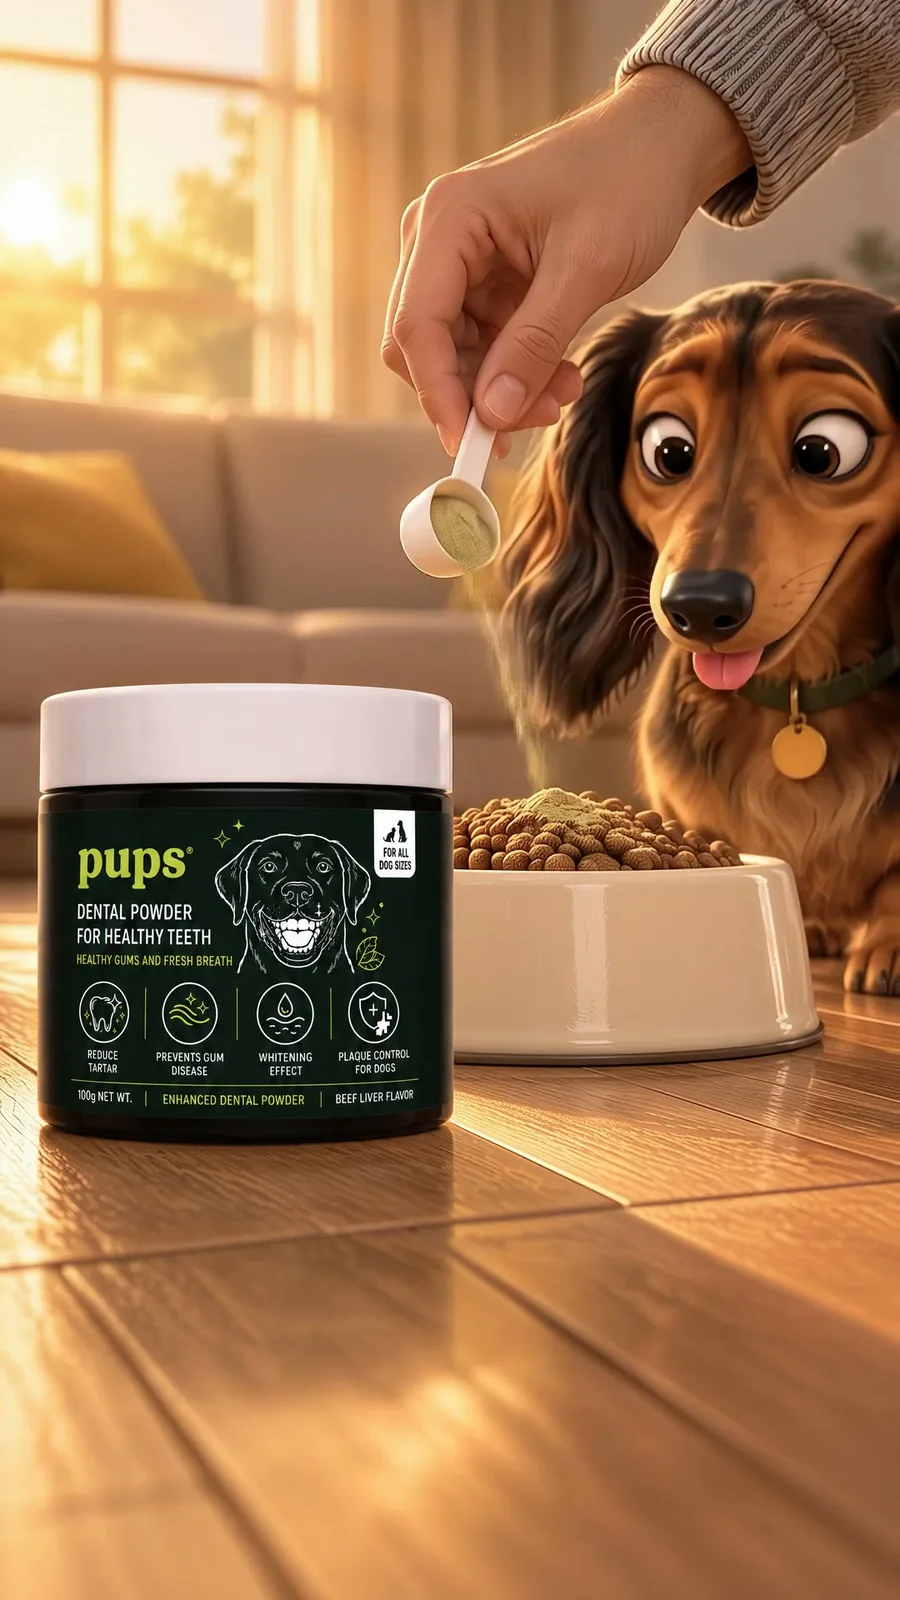 pups®
FOR ALL
DOG SIZES
DENTAL POWDER
FOR HEALTHY TEETH
HEALTHY GUMS AND FRESH BREATH
REDUCE
TARTAR
PREVENTS GUM
DISEASE
WHITENING
EFFECT
PLAQUE CONTROL
FOR DOGS
100g NET WT.
ENHANCED DENTAL POWDER
BEEF LIVER FLAVOR